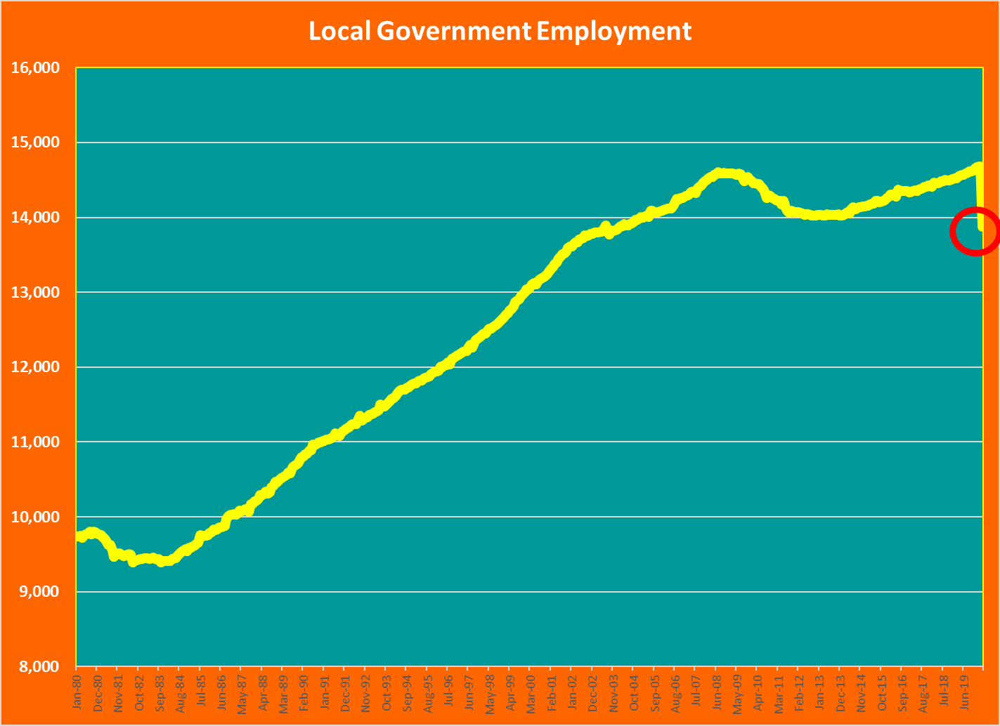 Local Government Employment
16,000
15,000
14,000
13,000
12,000
11,000
10,000
9,000
8,000
Jan-80
Dec-80
Nov-81
Oct-82
Sep-83
Aug-84
Jul-85
Jun-86
May-87
Apr-88
Mar-89
Feb-90
Jan-91
Dec-91
Nov-92
Oct-93
Sep-94
Aug-95
Jul-96
Jun-97
May-98
Apr-99
Mar-00
Feb-01
Jan-02
Dec-02
Nov-03
Oct-04
Sep-05
Aug-06
Jul-07
Jun-08
May-09
Apr-10
Mar-11
Feb-12
Jan-13
Dec-13
Nov-14
Oct-15
Sep-16
Aug-17
Jul-18
Jun-19